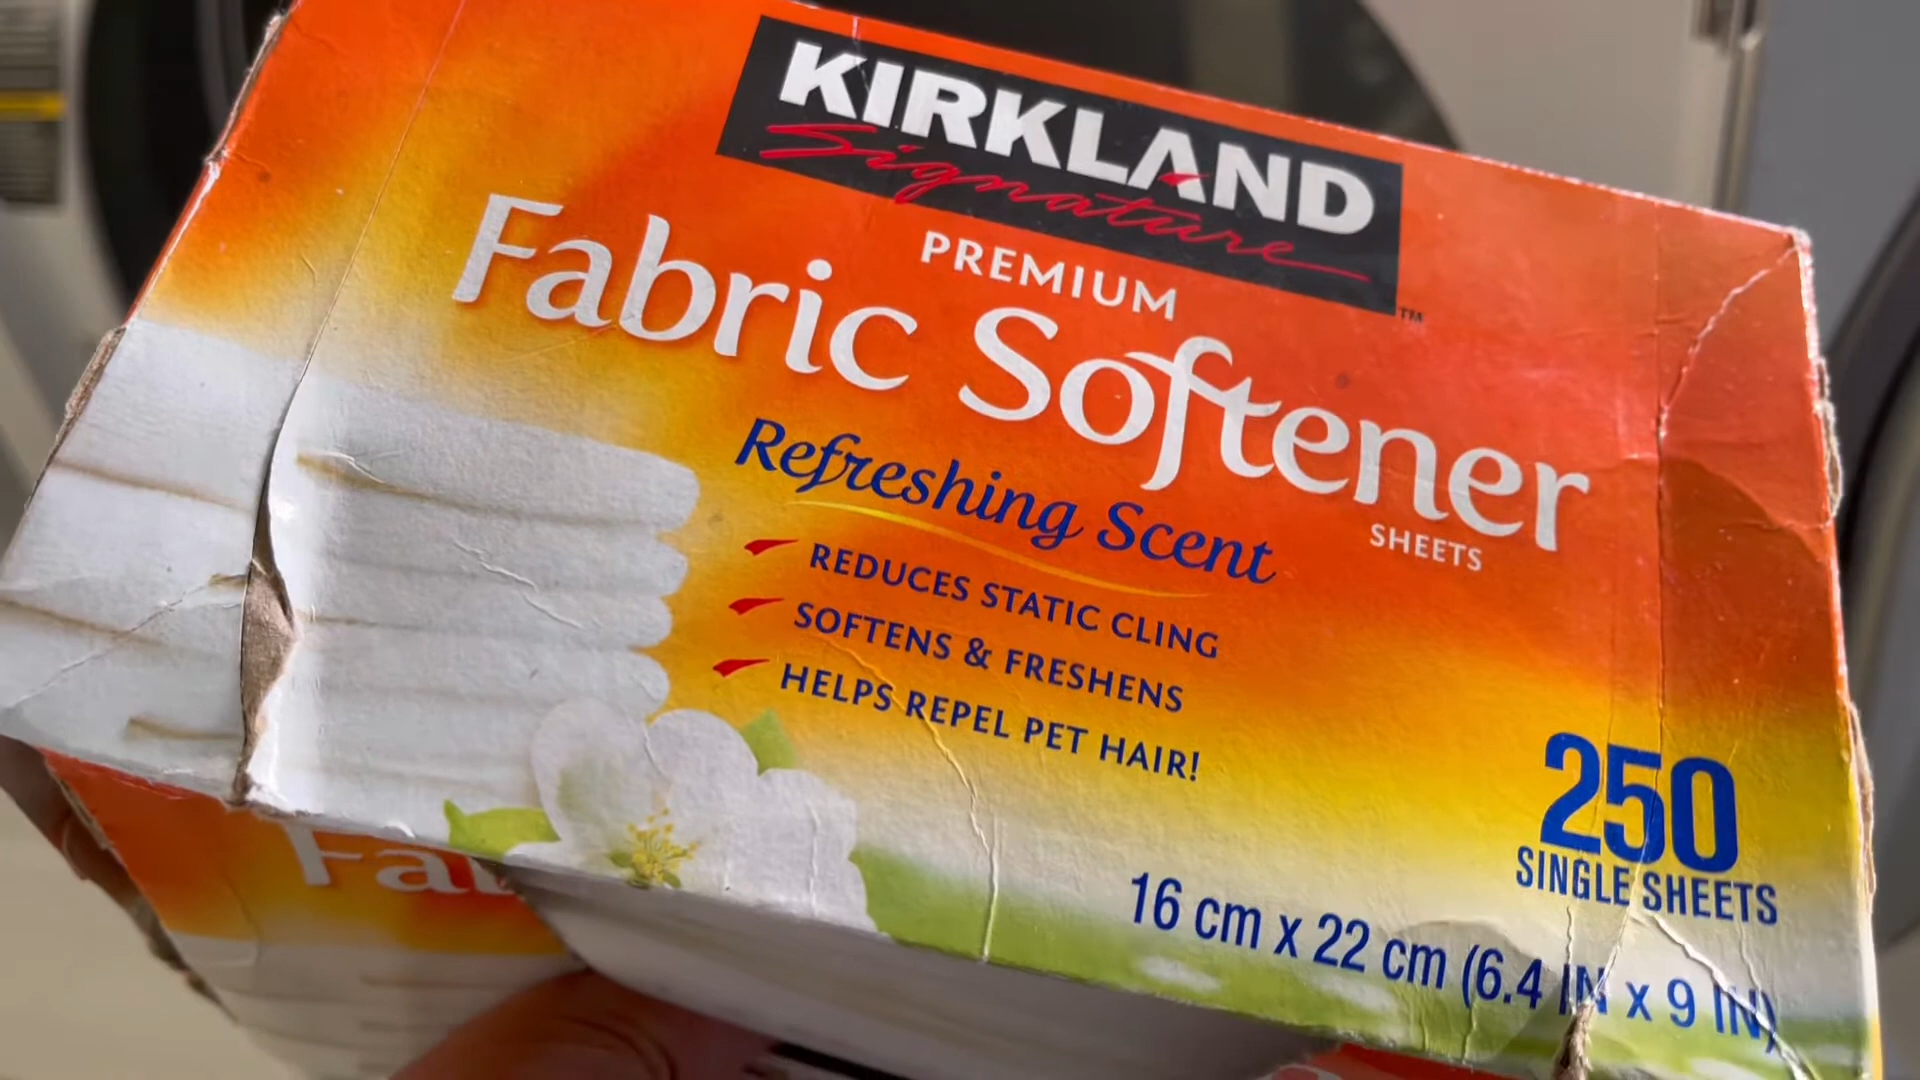 KIRKLAND
Signature
™
PREMIUM
Fabric Softener
SHEETS
Refreshing Scent
REDUCES STATIC CLING
SOFTENS & FRESHENS
HELPS REPEL PET HAIR!
250
SINGLE SHEETS
16 cm x 22 cm (6.4 IN x 9 IN)
Fa